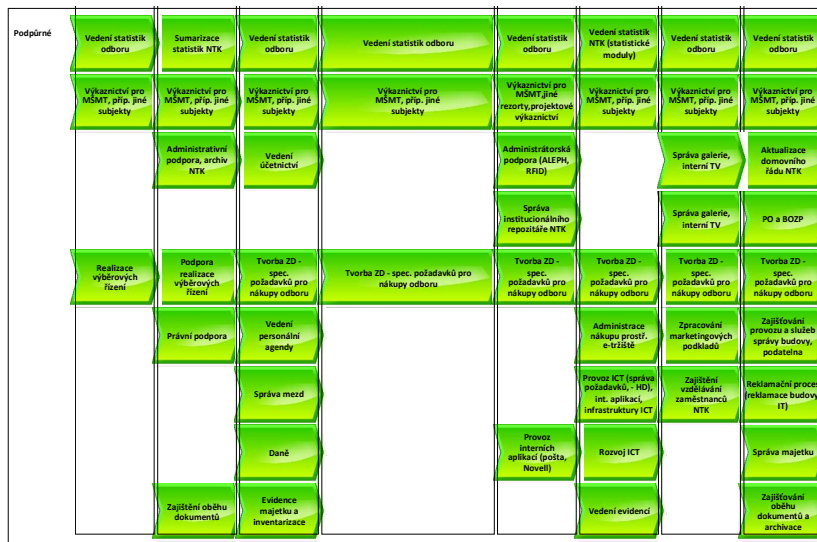 Podpůrné
Vedení statistik
odboru
Sumarizace
statistik NTK
Vedení statistik
odboru
Vedení statistik odboru
Vedení statistik
odboru
Vedení statistik
NTK (statistické
moduly)
Vedení statistik
odboru
Vedení statistik
odboru
Výkaznictví pro
MŠMT, příp. jiné
subjekty
Výkaznictví pro
MŠMT, příp. jiné
subjekty
Výkaznictví pro
MŠMT, příp. jiné
subjekty
Výkaznictví pro
MŠMT, příp. jiné
subjekty
Výkaznictví pro
MŠMT,jiné
rezorty,projektové
výkaznictví
Výkaznictví pro
MŠMT, příp. jiné
subjekty
Výkaznictví pro
MŠMT, příp. jiné
subjekty
Výkaznictví pro
MŠMT, příp. jiné
subjekty
Administrativní
podpora, archiv
NTK
Vedení
účetnictví
Administrátorská
podpora (ALEPH,
RFID)
Správa galerie,
interní TV
Aktualizace
domovního
řádu NTK
Správa
institucionálního
repozitáře NTK
Správa galerie,
interní TV
PO a BOZP
Realizace
výběrových
řízení
Podpora
realizace
výběrových
řízení
Tvorba ZD -
spec.
požadavků pro
nákupy odboru
Tvorba ZD - spec. požadavků pro
nákupy odboru
Tvorba ZD -
spec.
požadavků pro
nákupy odboru
Tvorba ZD -
spec.
požadavků pro
nákupy odboru
Tvorba ZD -
spec.
požadavků pro
nákupy odboru
Tvorba ZD -
spec.
požadavků pro
nákupy odboru
Právní podpora
Vedení
personální
agendy
Administrace
nákupu prostř.
e-tržiště
Zpracování
marketingových
podkladů
Zajišťování
provozu a služeb
správy budovy,
podatelna
Správa mezd
Provoz ICT (správa
požadavků, - HD),
int. aplikací,
infrastruktury ICT
Zajištění
vzdělávání
zaměstnanců
NTK
Reklamační proces
(reklamace budovy,
IT)
Daně
Provoz
interních
aplikací (pošta,
Novell)
Rozvoj ICT
Správa majetku
Zajištění oběhu
dokumentů
Evidence
majetku a
inventarizace
Vedení evidencí
Zajišťování
oběhu
dokumentů a
archivace